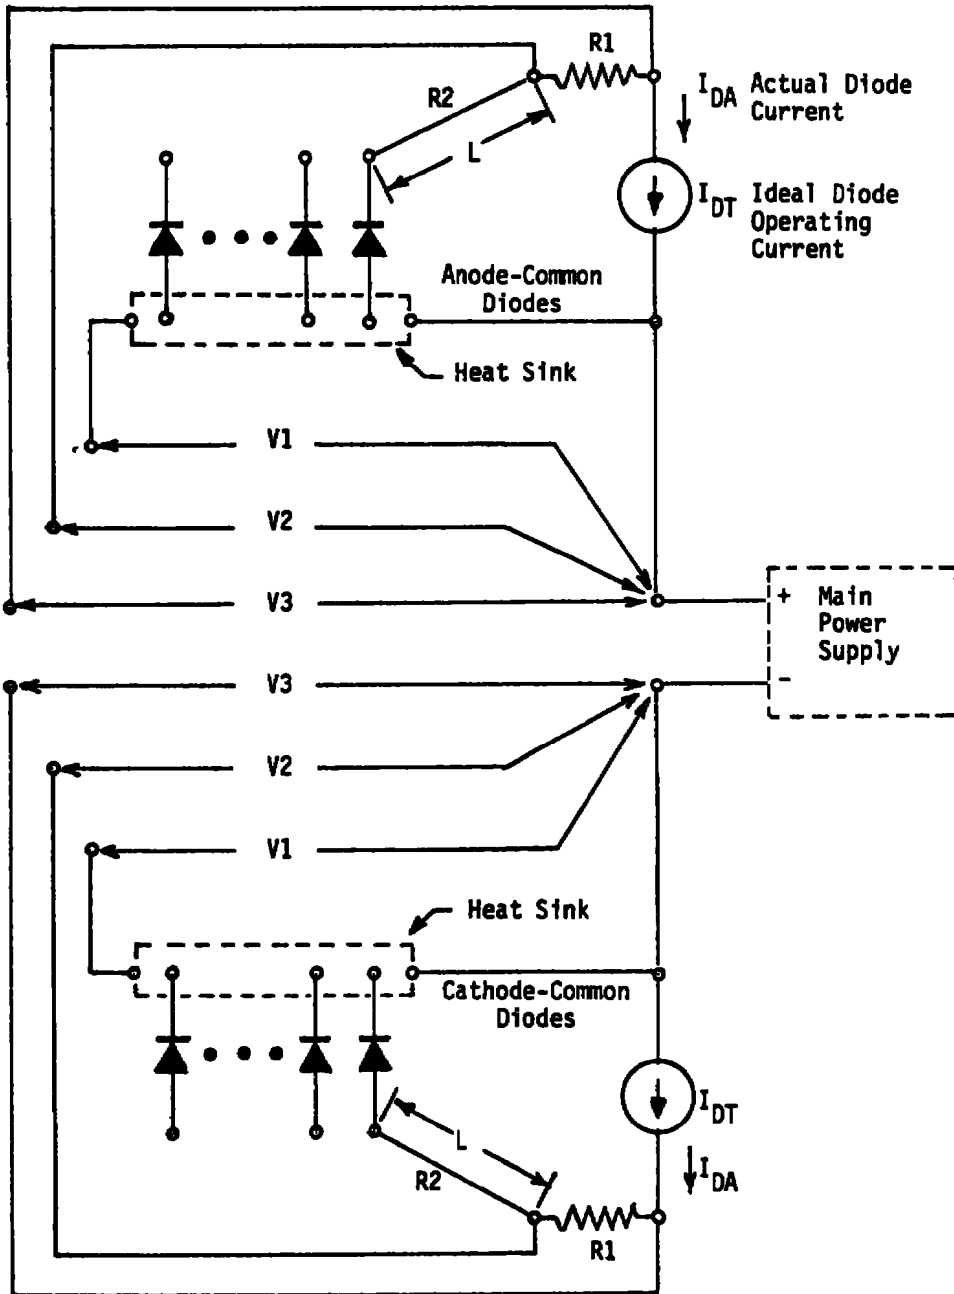 R1
R2
L
I DA Actual Diode
Current
I DT Ideal Diode
Operating
Current
Anode-Common
Diodes
Heat Sink
V1
V2
V3
+ Main
Power
Supply
-
V3
V2
V1
Heat Sink
Cathode-Common
Diodes
I DT
L
I DA
R2
R1